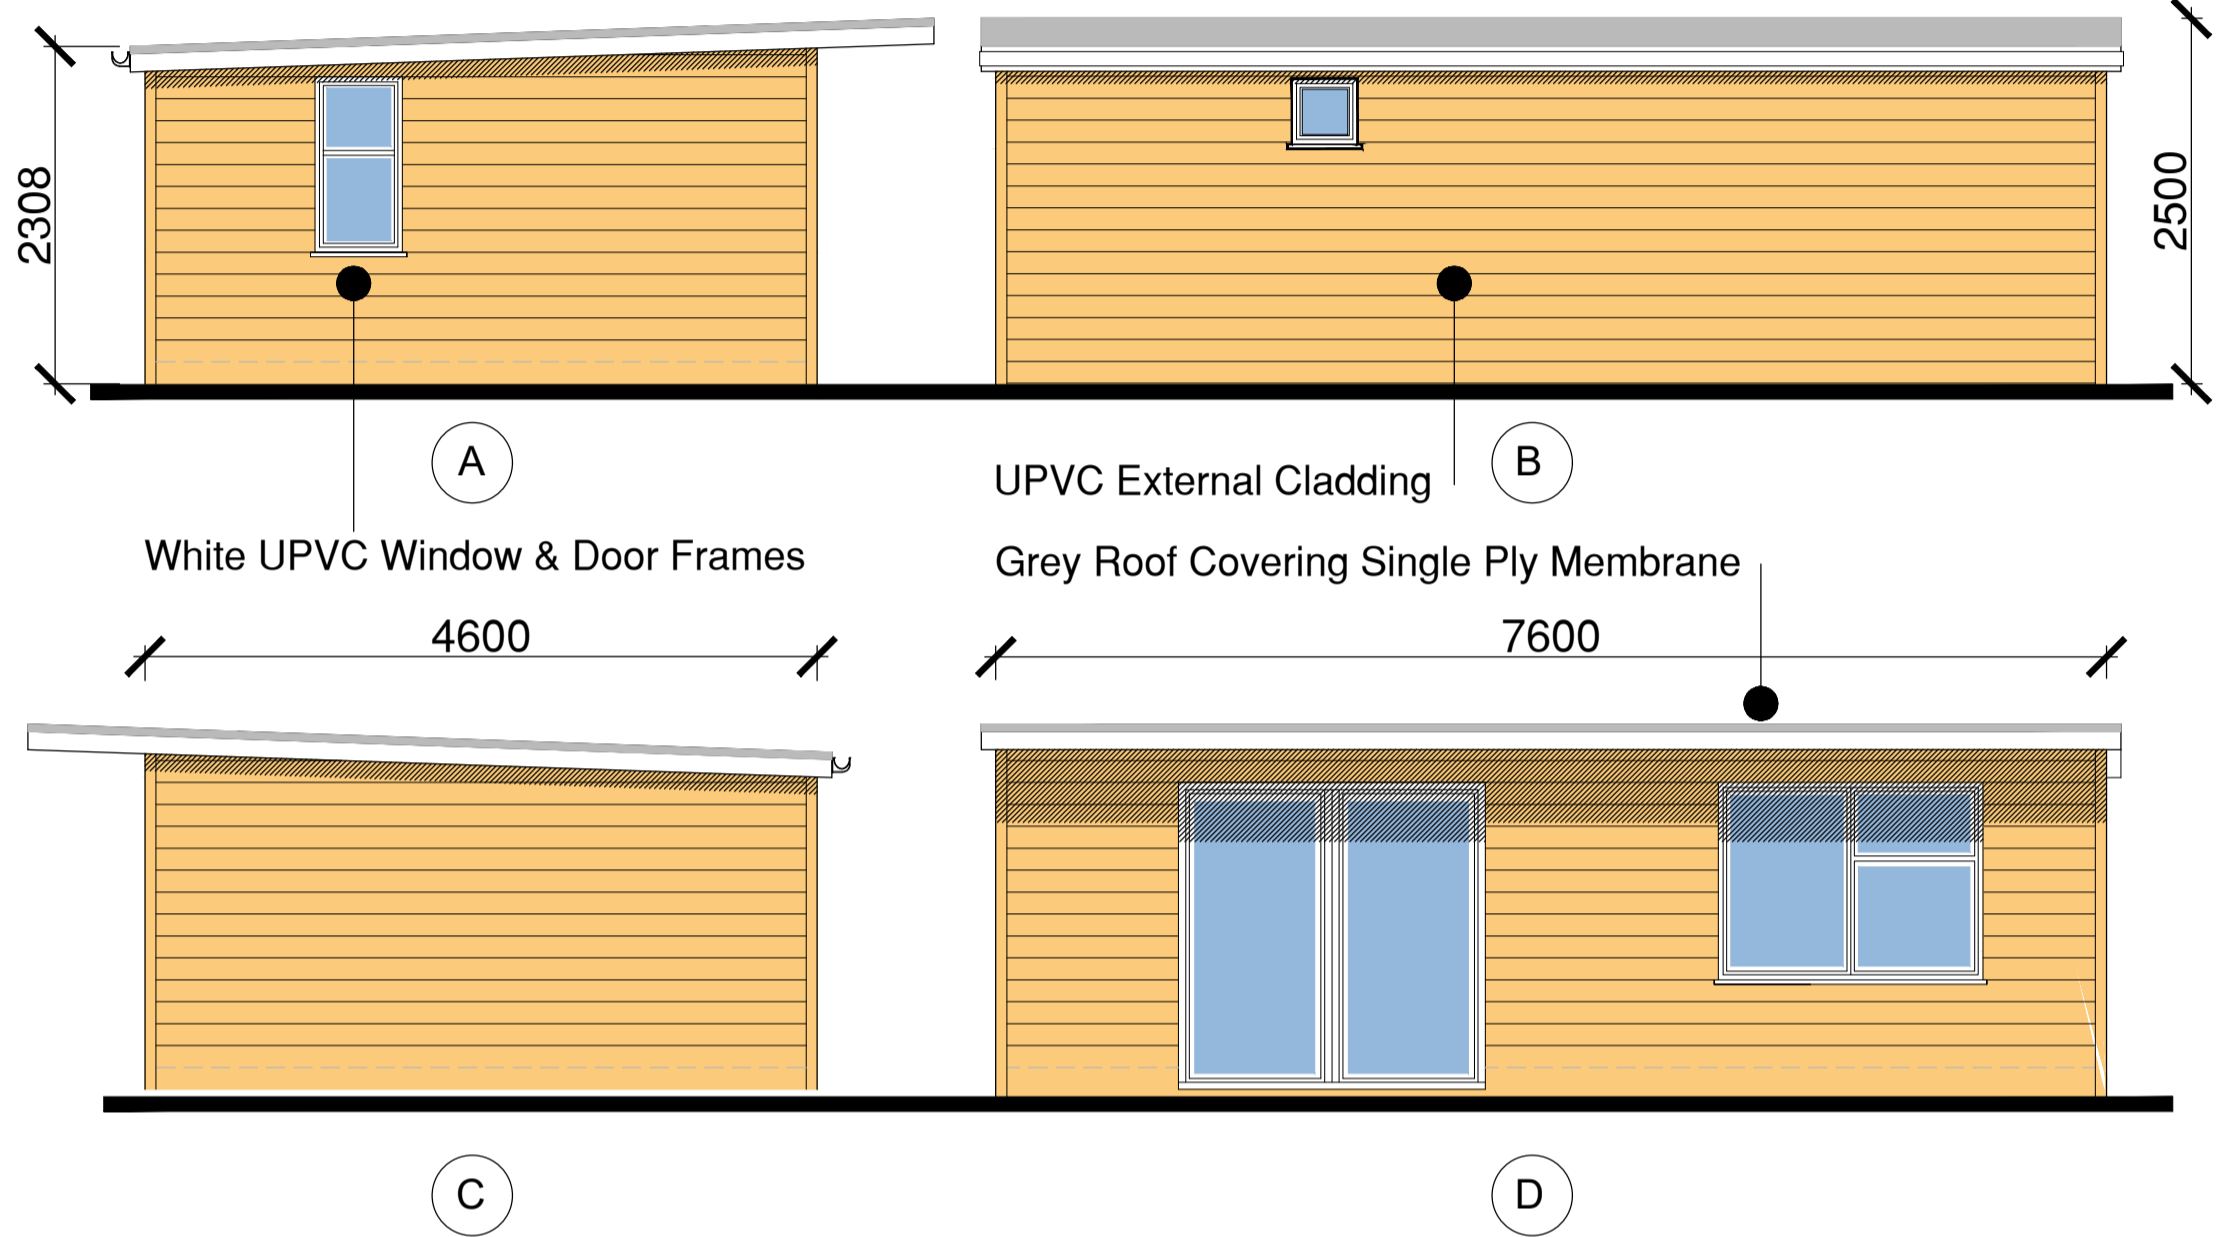 2308
2500
A
B
UPVC External Cladding
White UPVC Window & Door Frames
Grey Roof Covering Single Ply Membrane
4600
7600
C
D